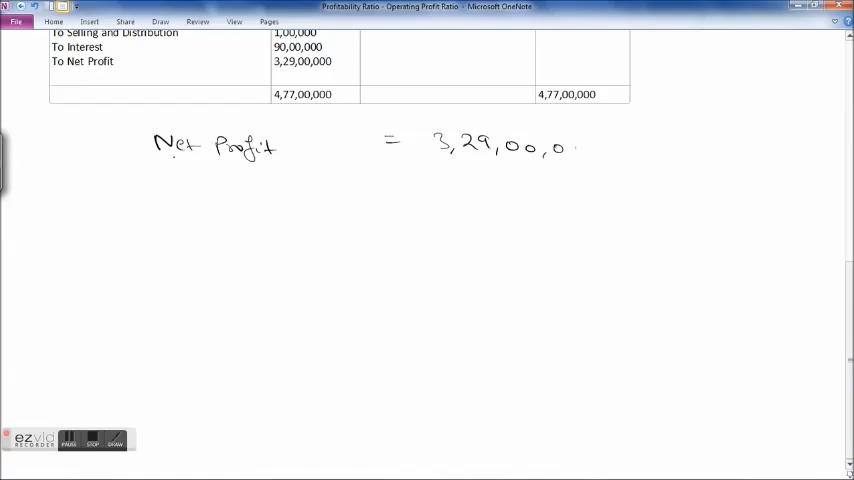 Profitability Ratio - Operating Profit Ratio - Microsoft OneNote
File Home Insert Share Draw Review View Pages
To Selling and Distribution 1,00,000
To Interest 90,00,000
To Net Profit 3,29,00,000
4,77,00,000 4,77,00,000
Net Profit = 3,29,00,0
ezvid
RECORDER
PAUSE STOP DRAW